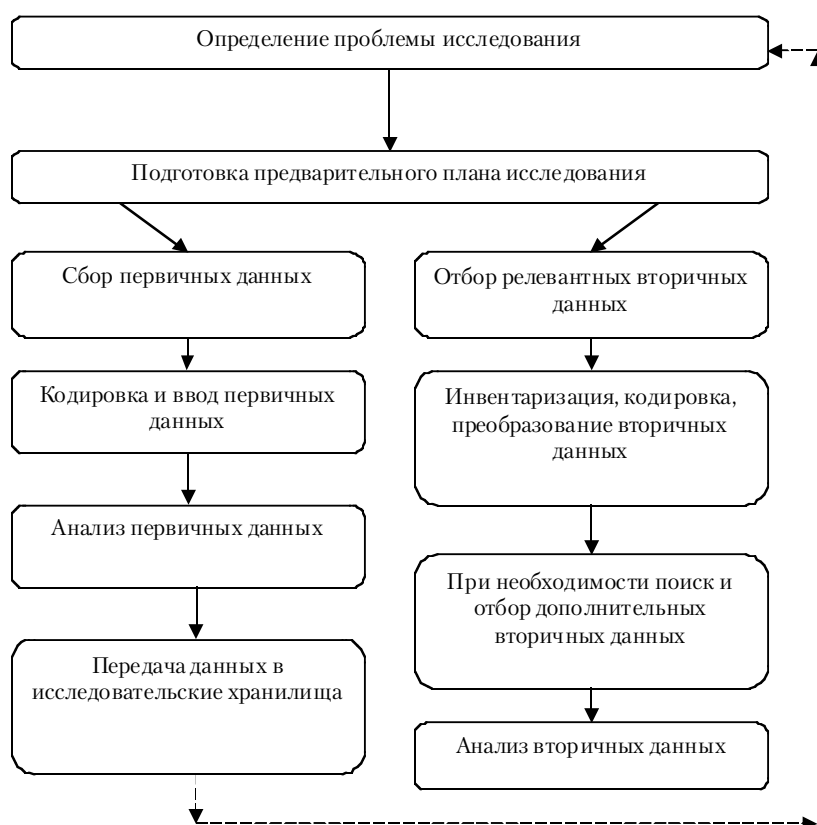 Определение проблемы исследования
Подготовка предварительного плана исследования
Сбор первичных данных
Кодировка и ввод первичных
данных
Анализ первичных данных
Передача данных в
исследовательские хранилища
Отбор релевантных вторичных
данных
Инвентаризация, кодировка,
преобразование вторичных
данных
При необходимости поиск и
отбор дополнительных
вторичных данных
Анализ вторичных данных